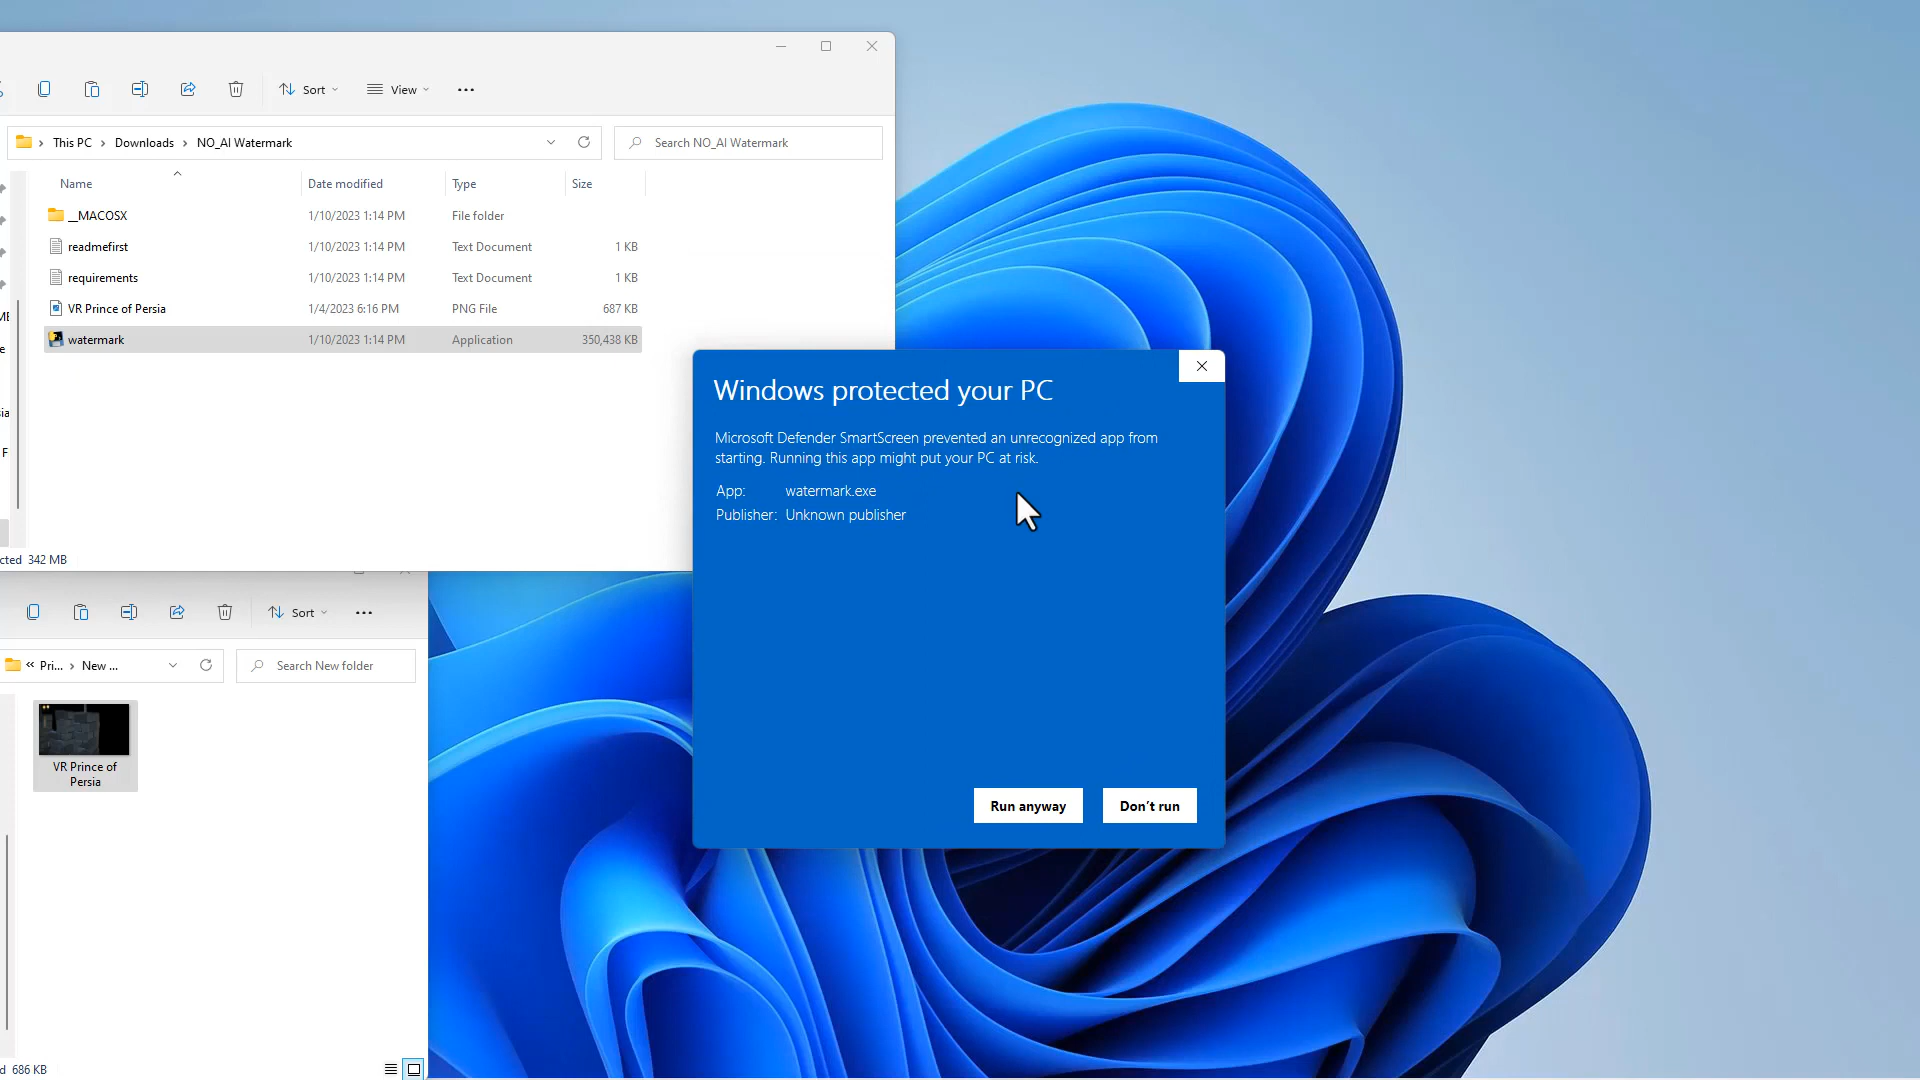 Sort
View
This PC > Downloads > NO_AI Watermark
Search NO_AI Watermark
Name
Date modified
Type
Size
__MACOSX
1/10/2023 1:14 PM
File folder
readmefirst
1/10/2023 1:14 PM
Text Document
1 KB
requirements
1/10/2023 1:14 PM
Text Document
1 KB
VR Prince of Persia
1/4/2023 6:16 PM
PNG File
687 KB
watermark
1/10/2023 1:14 PM
Application
350,438 KB
342 MB
Windows protected your PC
Microsoft Defender SmartScreen prevented an unrecognized app from
starting. Running this app might put your PC at risk.
App: watermark.exe
Publisher: Unknown publisher
Run anyway
Don't run
Sort
« Pri... > New ...
Search New folder
VR Prince of
Persia
686 KB